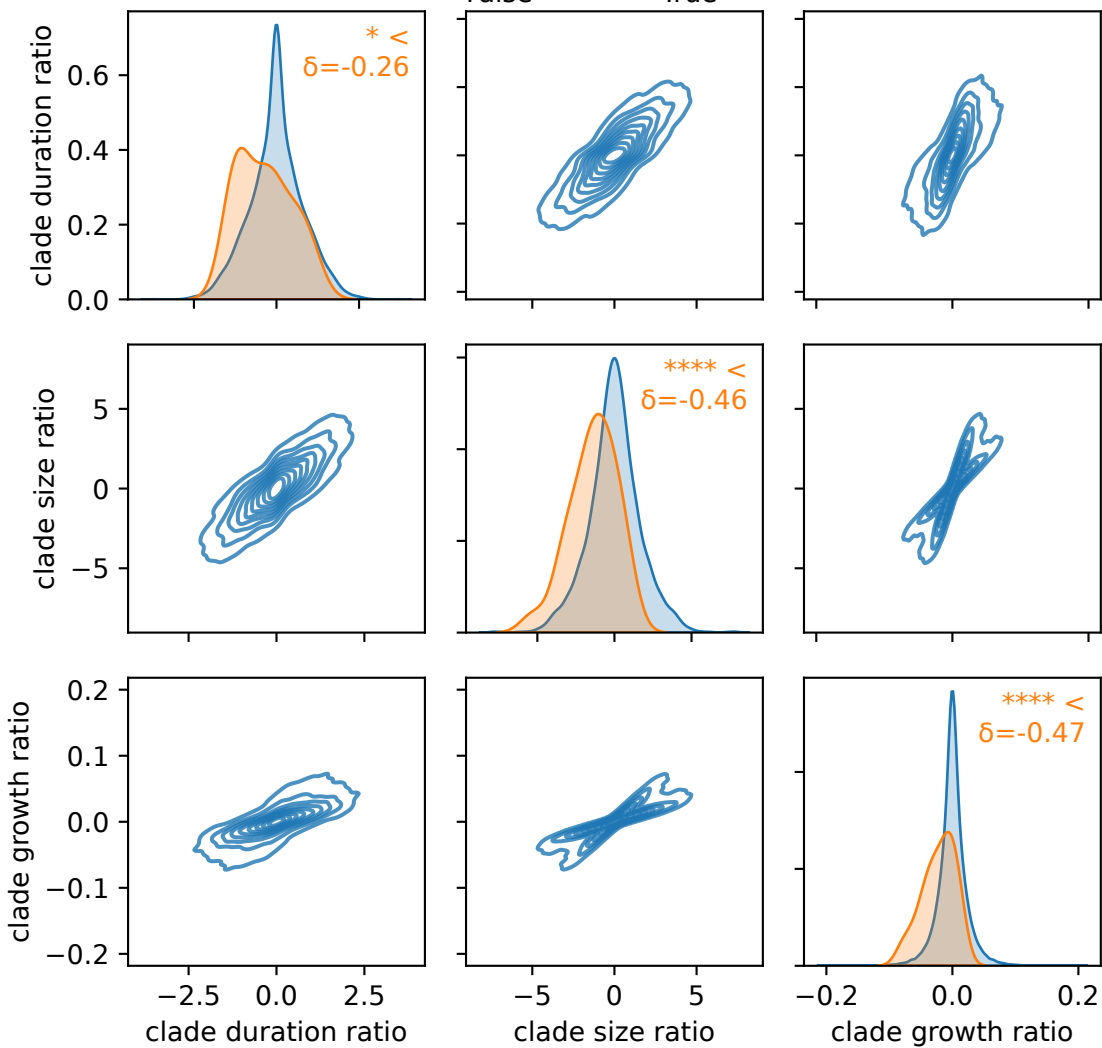 clade duration ratio
0.6
0.4
0.2
0.0
* <
δ=-0.26
clade size ratio
5
0
−5
**** <
δ=-0.46
clade growth ratio
0.2
0.1
0.0
−0.1
−0.2
**** <
δ=-0.47
−2.5 0.0 2.5
−5 0 5
−0.2 0.0 0.2
clade duration ratio
clade size ratio
clade growth ratio